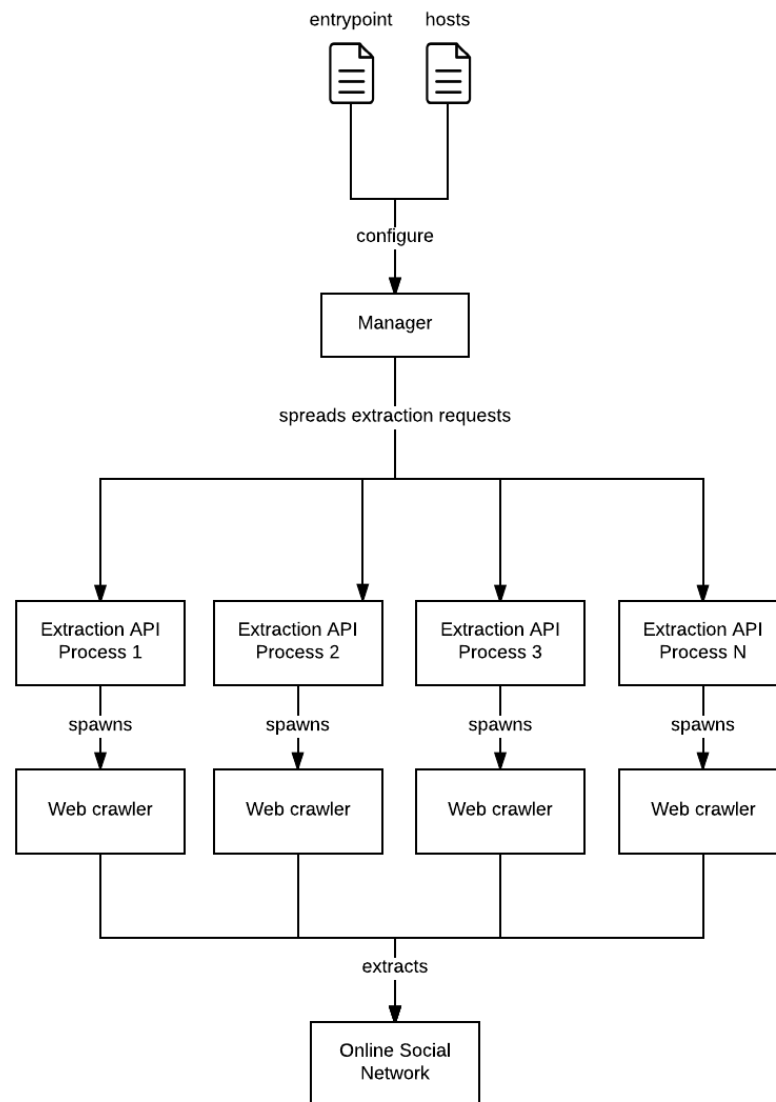 entrypoint
hosts
configure
Manager
spreads extraction requests
Extraction API
Process 1
Extraction API
Process 2
Extraction API
Process 3
Extraction API
Process N
spawns
spawns
spawns
spawns
Web crawler
Web crawler
Web crawler
Web crawler
extracts
Online Social
Network